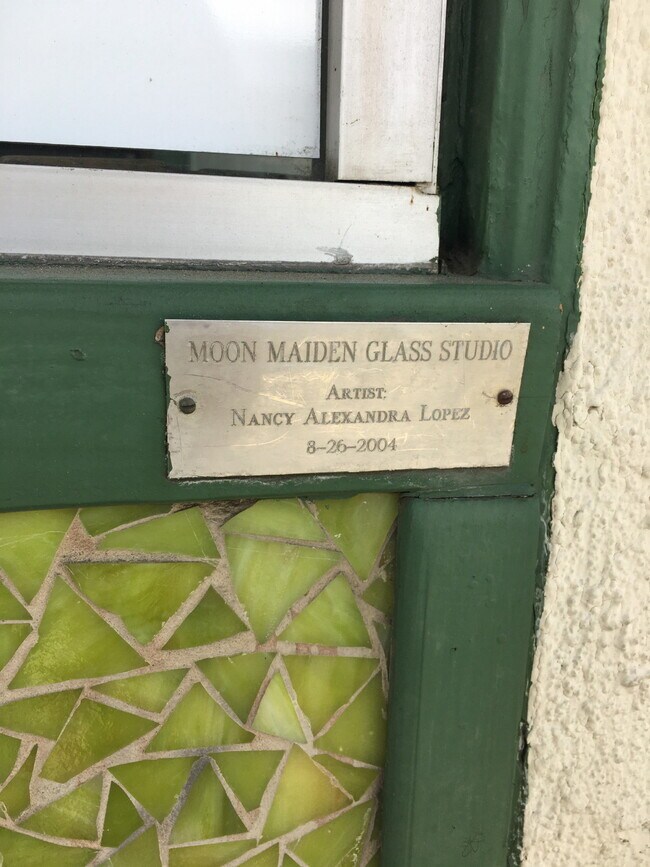 MOON MAIDEN GLASS STUDIO
ARTIST:
NANCY ALEXANDRA LOPEZ
8-26-2004